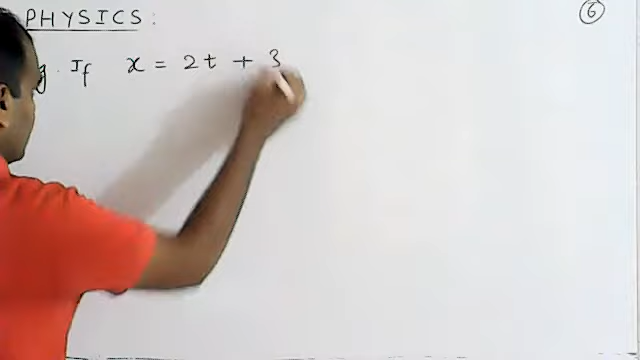 PHYSICS : 6
g. If x = 2t + 3